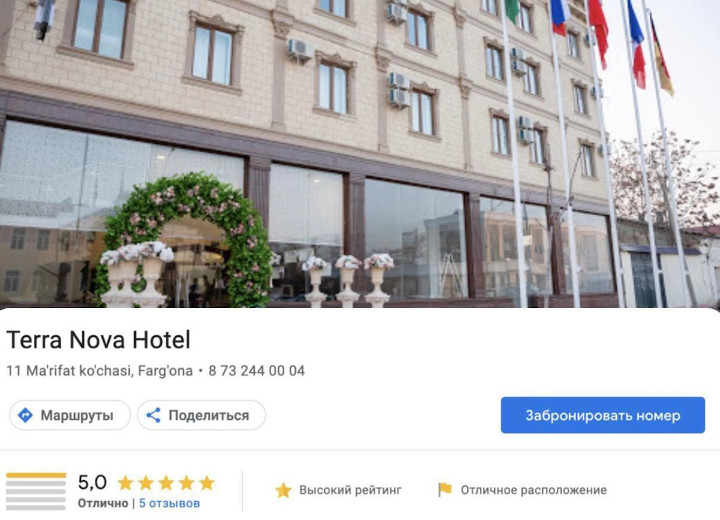 Terra Nova Hotel
11 Ma'rifat ko'chasi, Farg'ona • 8 73 244 00 04
Маршруты
Поделиться
Забронировать номер
5,0
Отлично | 5 отзывов
Высокий рейтинг
Отличное расположение